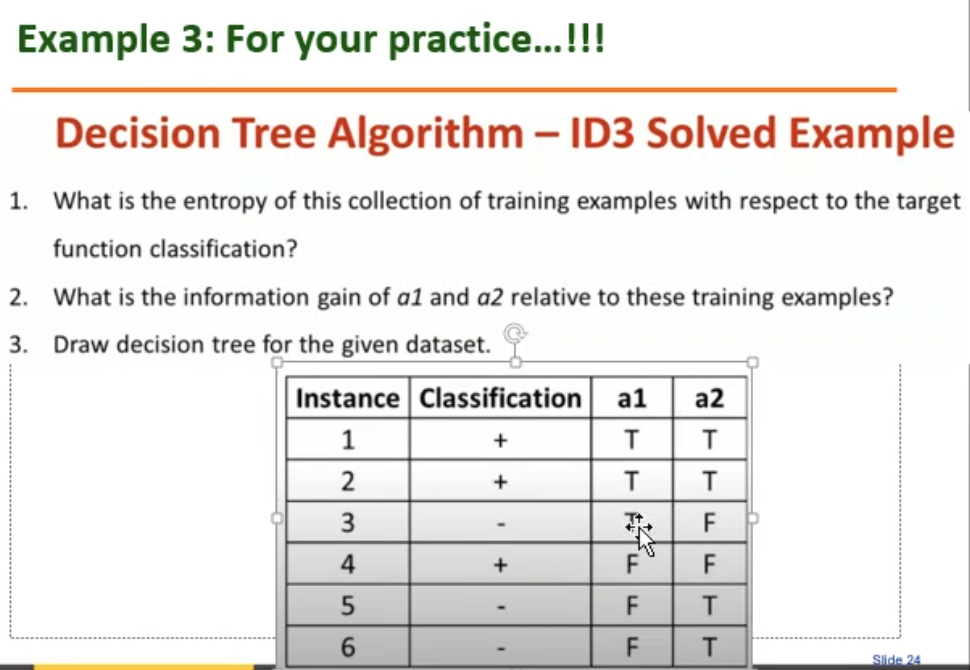 Example 3: For your practice...!!!
Decision Tree Algorithm – ID3 Solved Example
1. What is the entropy of this collection of training examples with respect to the target
function classification?
2. What is the information gain of a1 and a2 relative to these training examples?
3. Draw decision tree for the given dataset.
Instance Classification a1 a2
1 + T T
2 + T T
3 - F
4 + F F
5 - F T
6 - F T
Slide 24